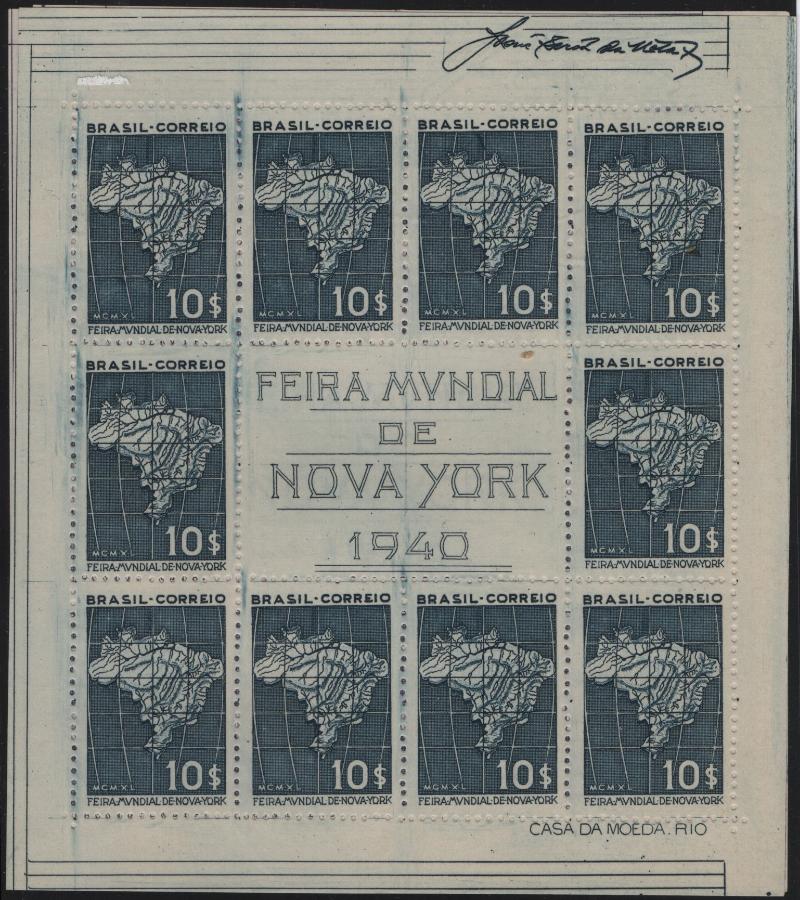 BRASIL-CORREIO
10$
MCMXL
FEIRA-MVNDIAL-DE-NOVA-YORK
BRASIL-CORREIO
10$
MCMXL
FEIRA-MVNDIAL-DE-NOVA-YORK
BRASIL-CORREIO
10$
MCMXL
FEIRA-MVNDIAL-DE-NOVA-YORK
BRASIL-CORREIO
10$
MCMXL
FEIRA-MVNDIAL-DE-NOVA-YORK
BRASIL-CORREIO
10$
MCMXL
FEIRA-MVNDIAL-DE-NOVA-YORK
FEIRA MVNDIAL
DE
NOVA YORK
1940
BRASIL-CORREIO
10$
MCMXL
FEIRA-MVNDIAL-DE-NOVA-YORK
BRASIL-CORREIO
10$
MCMXL
FEIRA-MVNDIAL-DE-NOVA-YORK
BRASIL-CORREIO
10$
MCMXL
FEIRA-MVNDIAL-DE-NOVA-YORK
BRASIL-CORREIO
10$
MCMXL
FEIRA-MVNDIAL-DE-NOVA-YORK
BRASIL-CORREIO
10$
MCMXL
FEIRA-MVNDIAL-DE-NOVA-YORK
CASA DA MOEDA. RIO